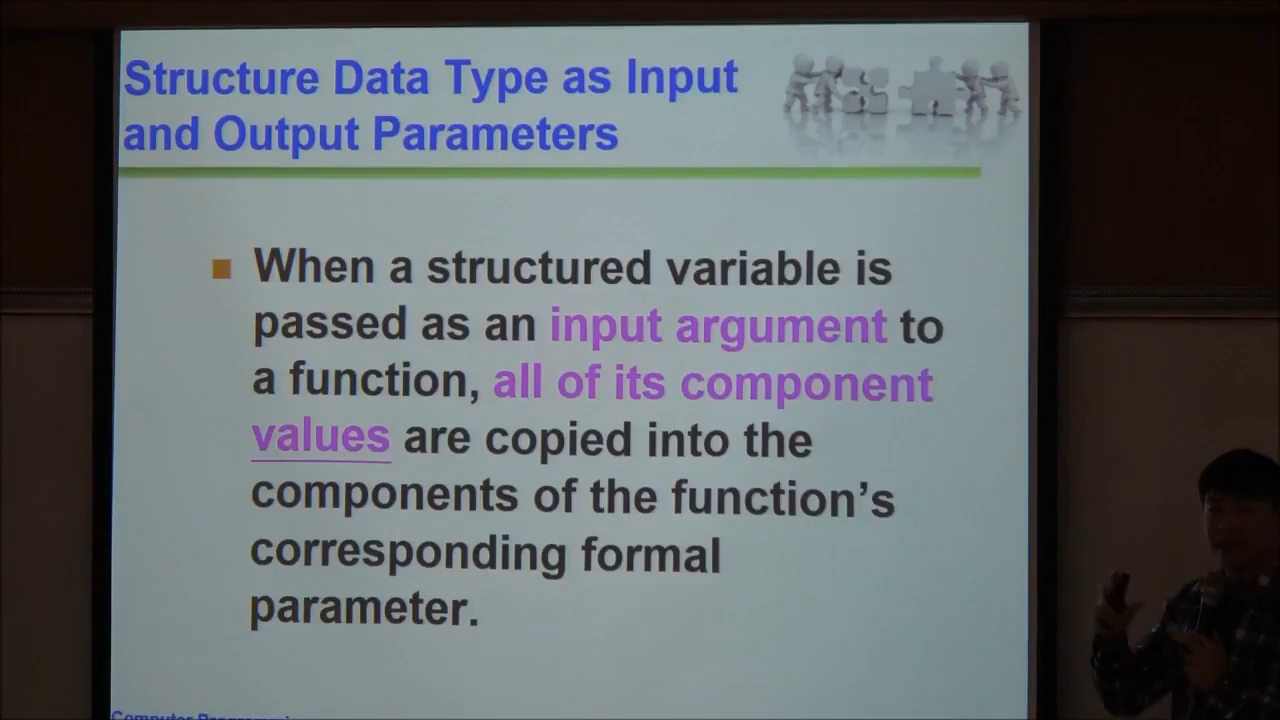 Structure Data Type as Input
and Output Parameters
When a structured variable is
passed as an input argument to
a function, all of its component
values are copied into the
components of the function’s
corresponding formal
parameter.
Computer